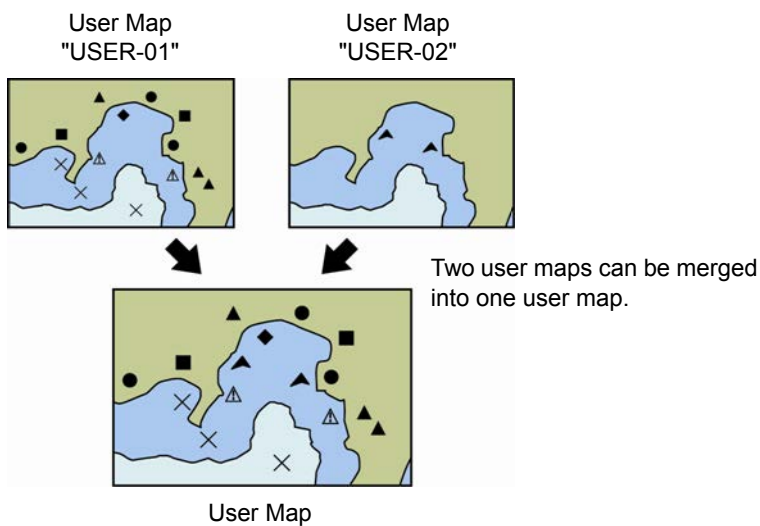 User Map
"USER-01"
User Map
"USER-02"
Two user maps can be merged
into one user map.
User Map